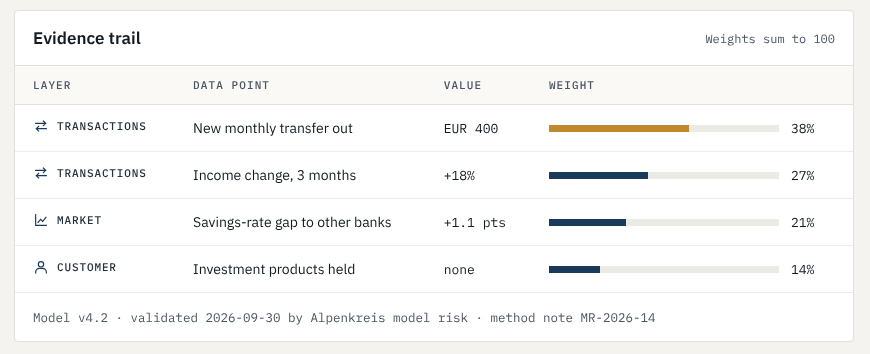 Evidence trail Weights sum to 100
LAYER DATA POINT VALUE WEIGHT
TRANSACTIONS New monthly transfer out EUR 400 38%
TRANSACTIONS Income change, 3 months +18% 27%
MARKET Savings-rate gap to other banks +1.1 pts 21%
CUSTOMER Investment products held none 14%
Model v4.2 · validated 2026-09-30 by Alpenkreis model risk · method note MR-2026-14